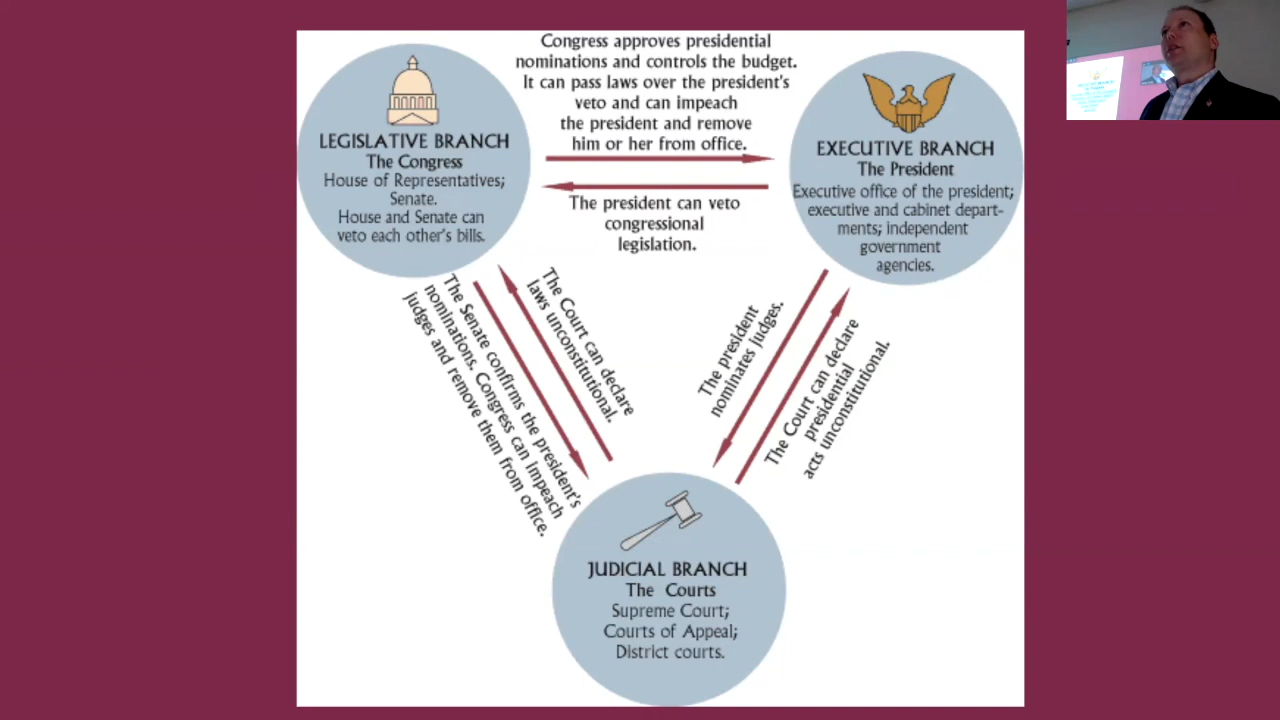 Congress approves presidential
nominations and controls the budget.
It can pass laws over the president's
veto and can impeach
the president and remove
him or her from office.
LEGISLATIVE BRANCH
The Congress
House of Representatives;
Senate.
House and Senate can
veto each other's bills.
EXECUTIVE BRANCH
The President
Executive office of the president;
executive and cabinet depart-
ments; independent
government
agencies.
The president can veto
congressional
legislation.
The Senate confirms the president's
nominations. Congress can impeach
judges and remove them from office.
The Court can declare
laws unconstitutional.
The president
nominates judges.
The Court can declare
presidential
acts unconstitutional.
JUDICIAL BRANCH
The Courts
Supreme Court;
Courts of Appeal;
District courts.